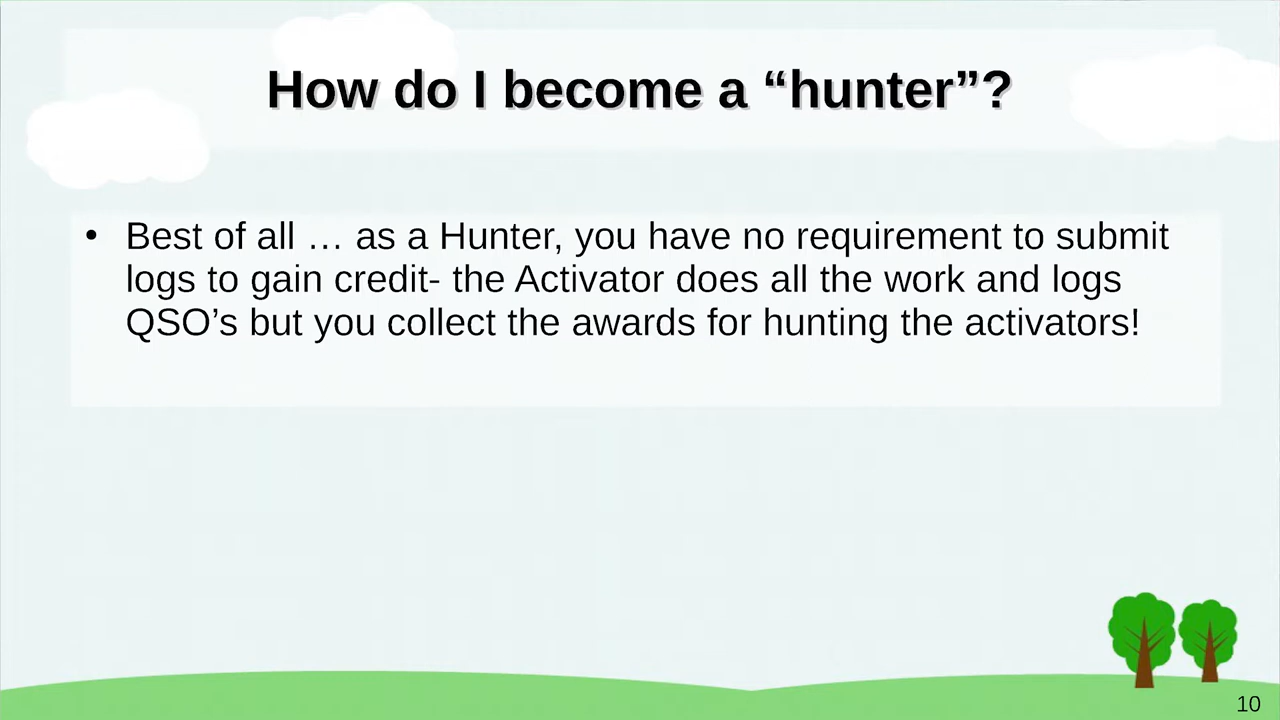 How do I become a “hunter”?
• Best of all … as a Hunter, you have no requirement to submit
logs to gain credit- the Activator does all the work and logs
QSO’s but you collect the awards for hunting the activators!
10